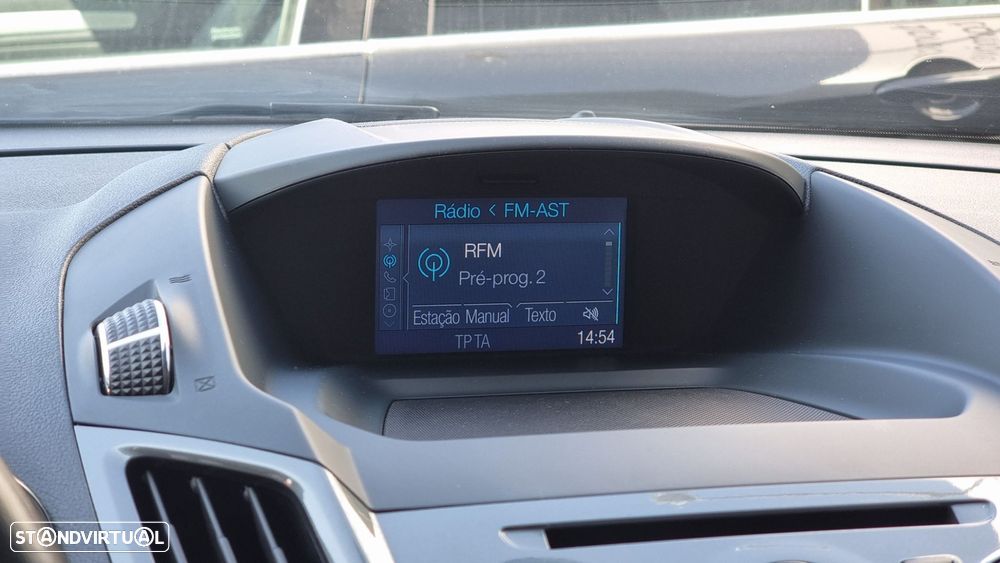 Rádio < FM-AST
RFM
Pré-prog. 2
Estação Manual Texto
TP TA 14:54
STANDVIRTUAL